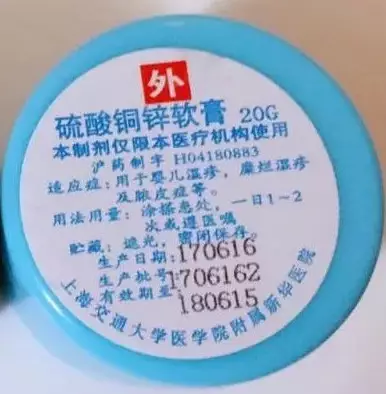 外
硫酸铜锌软膏 20G
本制剂仅限本医疗机构使用
沪药制字 H04180883
适应症：用于婴儿湿疹，糜烂湿疹
及脓皮症等。
用法用量：涂搽患处，一日1~2
次或遵医嘱
贮藏：遮光，密闭保存。
生产日期：170616
生产批号：1706162
有效期至：180615
上海交通大学医学院附属新华医院